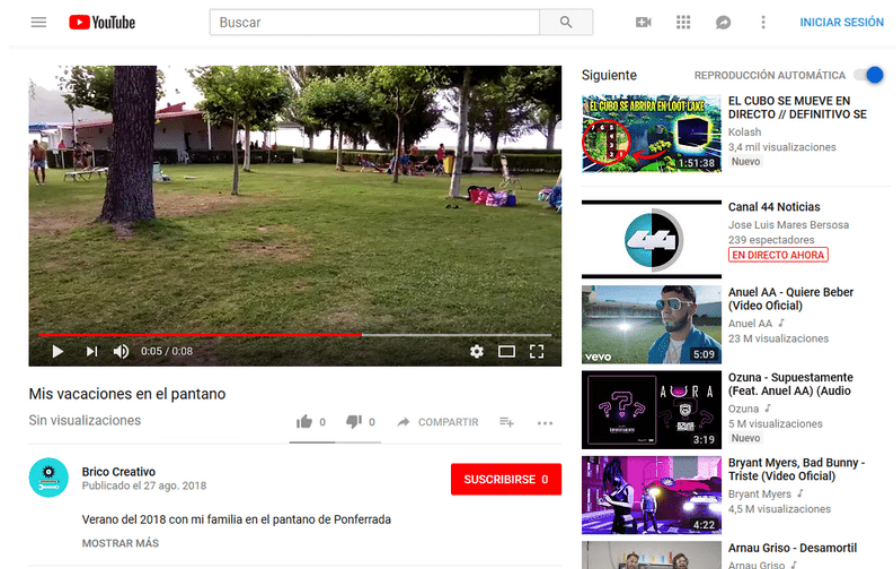 YouTube
Buscar
INICIAR SESIÓN
Siguiente
REPRODUCCIÓN AUTOMÁTICA
EL CUBO SE ABRIRA EN LOOT LAKE
1:51:38
EL CUBO SE MUEVE EN
DIRECTO // DEFINITIVO SE
Kolash
3,4 mil visualizaciones
Nuevo
44
Canal 44 Noticias
Jose Luis Mares Bersosa
239 espectadores
EN DIRECTO AHORA
vevo
5:09
Anuel AA - Quiere Beber
(Video Oficial)
Anuel AA
23 M visualizaciones
0:05 / 0:08
AURA
3:19
Ozuna - Supuestamente
(Feat. Anuel AA) (Audio
Ozuna
5 M visualizaciones
Nuevo
Mis vacaciones en el pantano
Sin visualizaciones
0
0
COMPARTIR
4:22
Bryant Myers, Bad Bunny -
Triste (Video Oficial)
Bryant Myers
4,5 M visualizaciones
Brico Creativo
Publicado el 27 ago. 2018
SUSCRIBIRSE 0
Verano del 2018 con mi familia en el pantano de Ponferrada
MOSTRAR MÁS
Arnau Griso - Desamortil
Arnau Griso